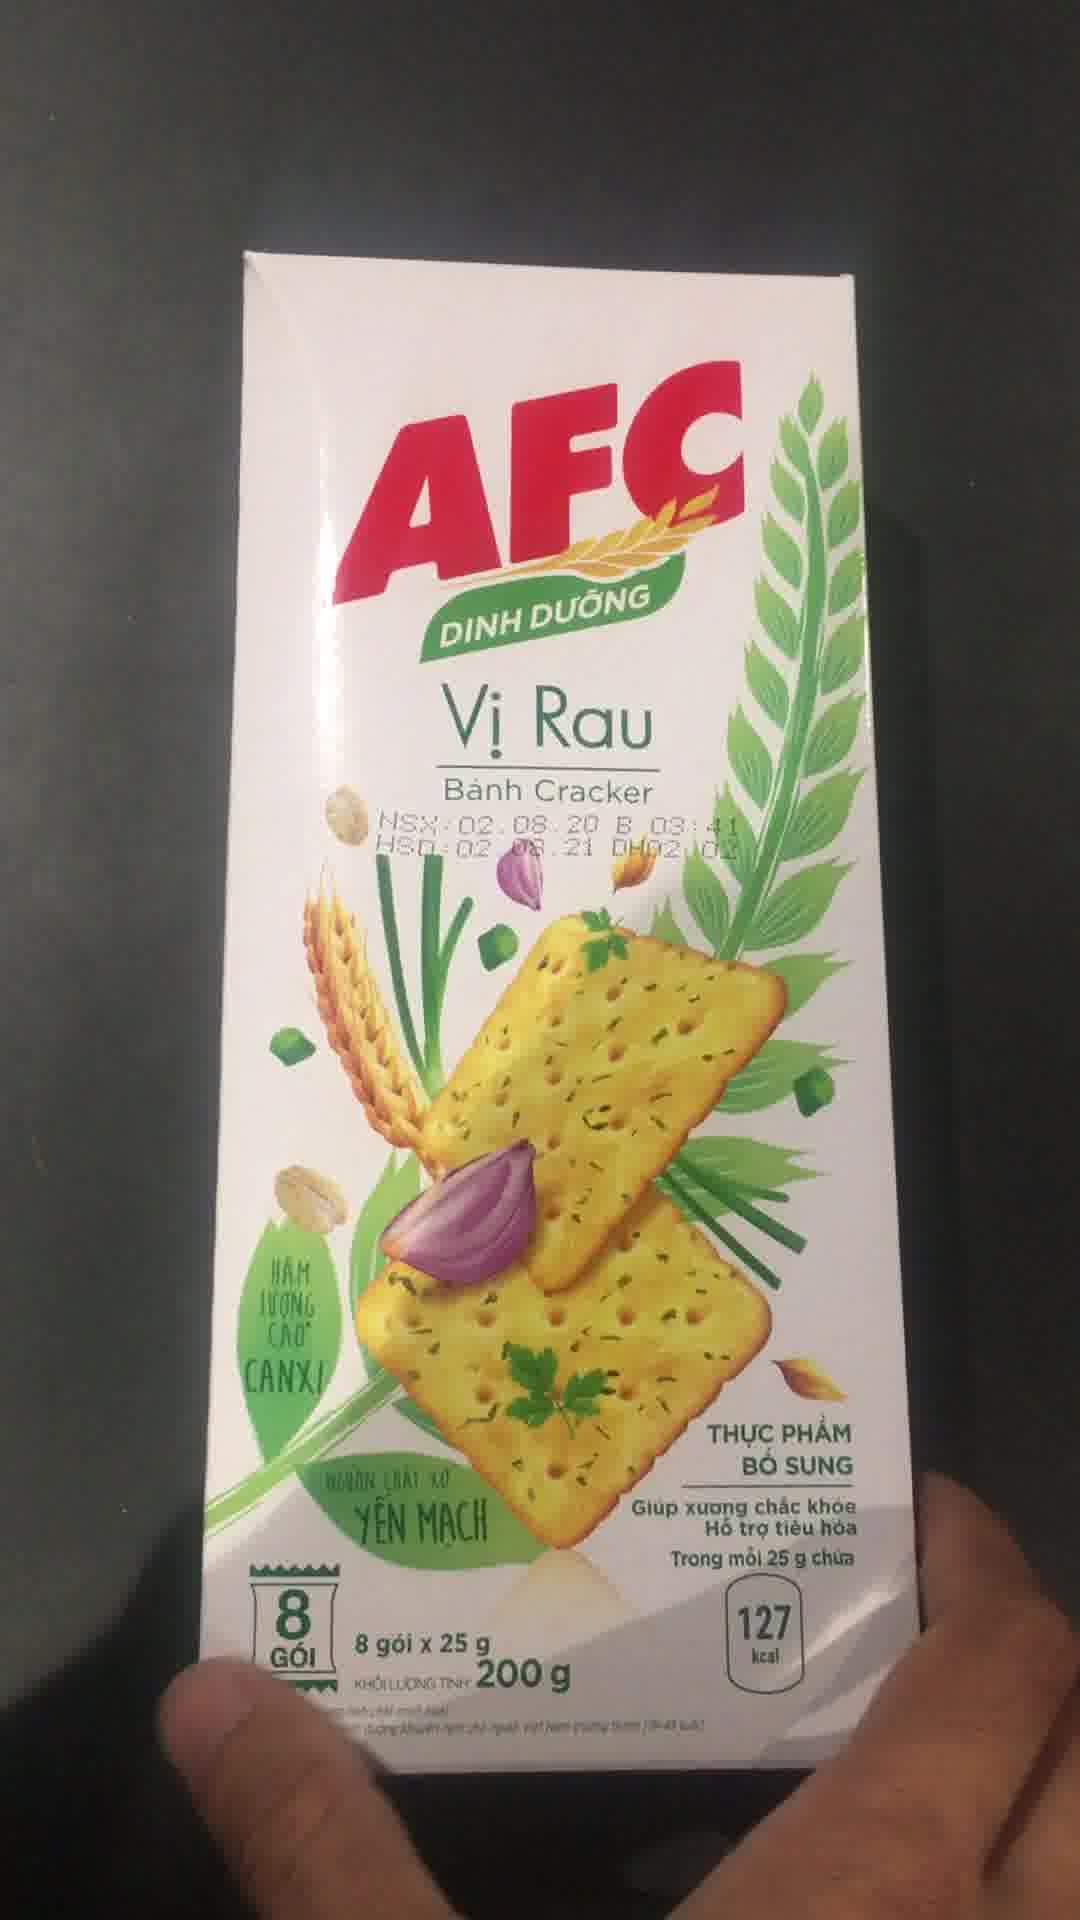 AFC
DINH DƯỠNG
Vị Rau
Bánh Cracker
NSX:02.08.20 B 03:41
HSD:02.08.21 DH02.02
HÀM
LƯỢNG
CAO*
CANXI
NGUỒN CHẤT XƠ
YẾN MẠCH
THỰC PHẨM
BỔ SUNG
Giúp xương chắc khỏe
Hỗ trợ tiêu hóa
Trong mỗi 25 g chứa
127
kcal
8
GÓI
8 gói x 25 g
KHỐI LƯỢNG TỊNH 200 g